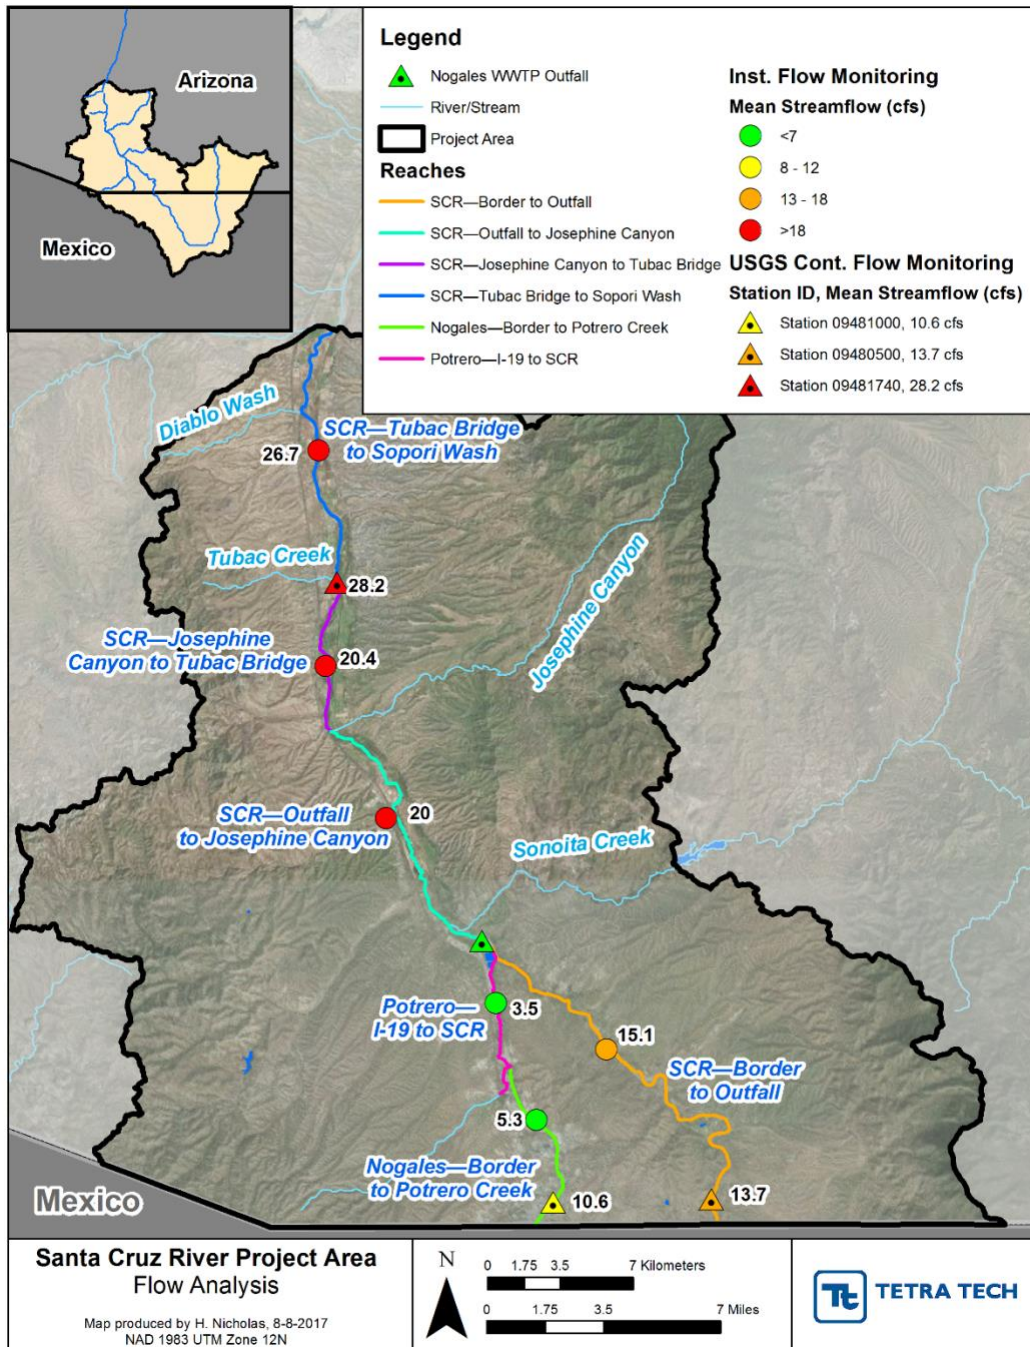 Arizona
Mexico
Legend
Nogales WWTP Outfall
River/Stream
Project Area
Reaches
SCR—Border to Outfall
SCR—Outfall to Josephine Canyon
SCR—Josephine Canyon to Tubac Bridge
SCR—Tubac Bridge to Sopori Wash
Nogales—Border to Potrero Creek
Potrero—I-19 to SCR
Inst. Flow Monitoring
Mean Streamflow (cfs)
<7
8 - 12
13 - 18
>18
USGS Cont. Flow Monitoring
Station ID, Mean Streamflow (cfs)
Station 09481000, 10.6 cfs
Station 09480500, 13.7 cfs
Station 09481740, 28.2 cfs
Diablo Wash
SCR—Tubac Bridge
to Sopori Wash
26.7
Tubac Creek
28.2
Josephine Canyon
SCR—Josephine
Canyon to Tubac Bridge
20.4
SCR—Outfall
to Josephine Canyon
20
Sonoita Creek
Potrero—
I-19 to SCR
3.5
15.1
SCR—Border
to Outfall
5.3
Nogales—Border
to Potrero Creek
10.6
13.7
Mexico
Santa Cruz River Project Area
Flow Analysis
Map produced by H. Nicholas, 8-8-2017
NAD 1983 UTM Zone 12N
N
0 1.75 3.5 7 Kilometers
0 1.75 3.5 7 Miles
Tt
TETRA TECH